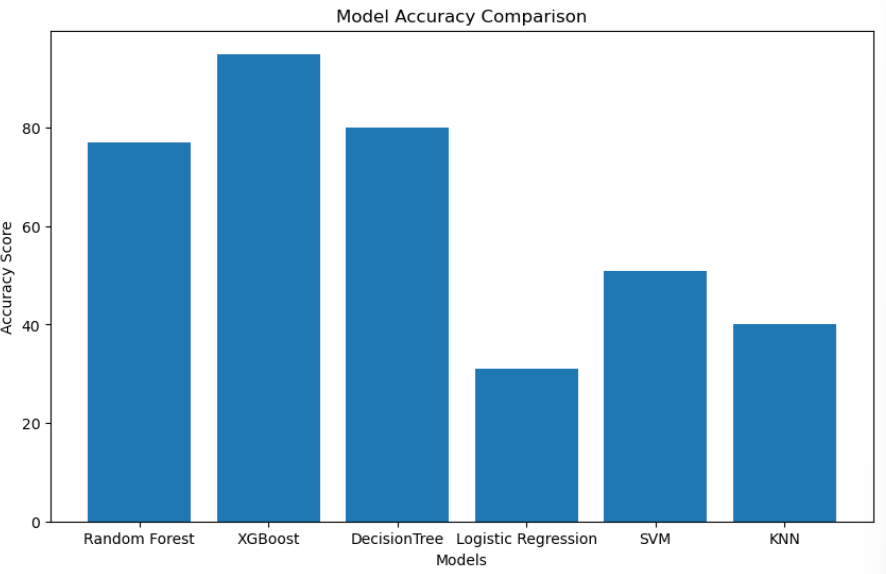 Model Accuracy Comparison
Accuracy Score
80
60
40
20
0
Random Forest XGBoost DecisionTree Logistic Regression SVM KNN
Models